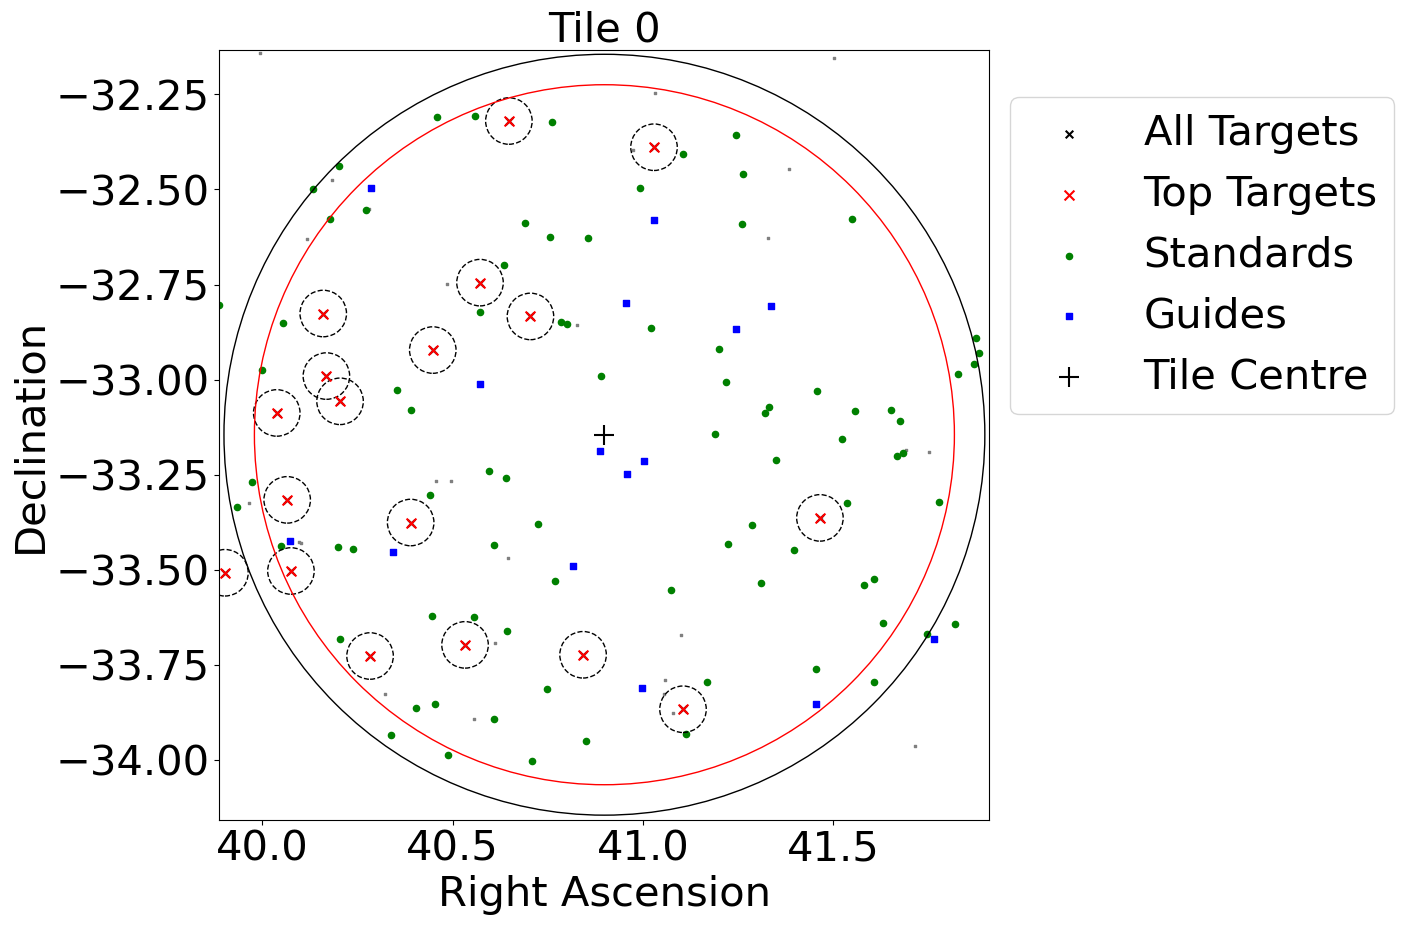 Tile 0
−32.25
−32.50
−32.75
−33.00
−33.25
−33.50
−33.75
−34.00
Declination
40.0 40.5 41.0 41.5
Right Ascension
All Targets
Top Targets
Standards
Guides
Tile Centre